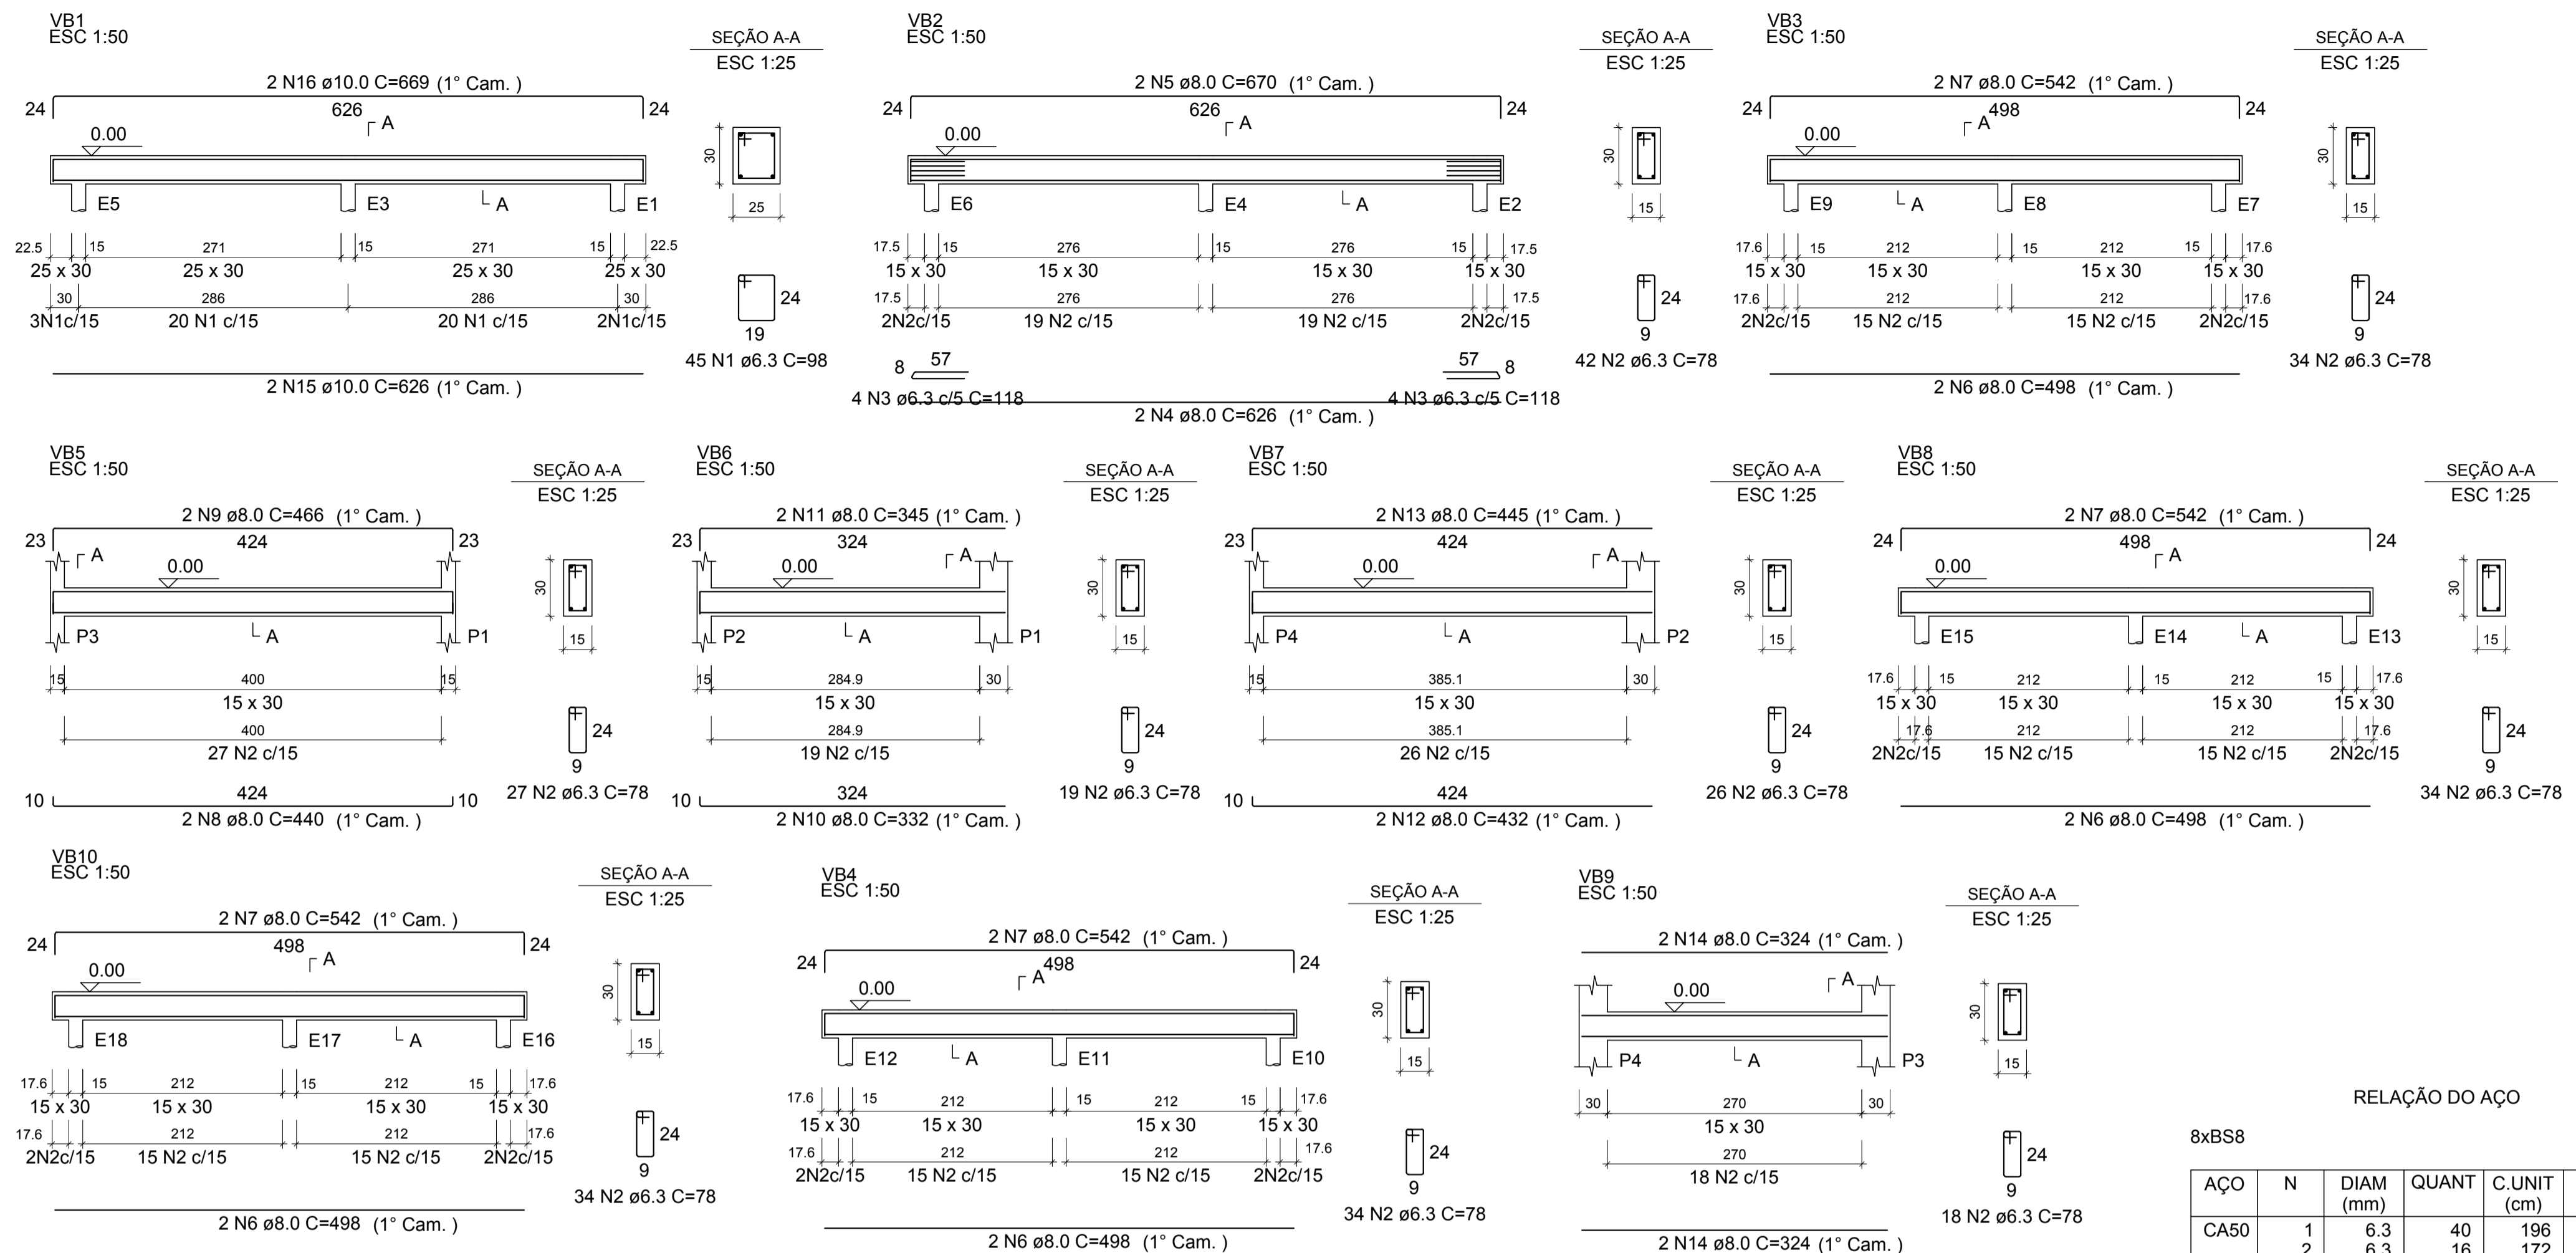 VB1
ESC 1:50
SEÇÃO A-A
ESC 1:25
2 N16 ø10.0 C=669 (1° Cam. )
24
626
24
A
0.00
30
25
E5
E3
A
E1
22.5 15 271 15 271 15 22.5
25 x 30 25 x 30 25 x 30 25 x 30
30 286 286 30
3N1c/15 20 N1 c/15 20 N1 c/15 2N1c/15
24
19
45 N1 ø6.3 C=98
2 N15 ø10.0 C=626 (1° Cam. )
VB2
ESC 1:50
SEÇÃO A-A
ESC 1:25
2 N5 ø8.0 C=670 (1° Cam. )
24
626
24
A
0.00
30
15
E6
E4
A
E2
17.5 15 276 15 276 15 17.5
15 x 30 15 x 30 15 x 30 15 x 30
17.5 276 276 17.5
2N2c/15 19 N2 c/15 19 N2 c/15 2N2c/15
24
9
42 N2 ø6.3 C=78
8 57 57 8
4 N3 ø6.3 c/5 C=118 4 N3 ø6.3 c/5 C=118
2 N4 ø8.0 C=626 (1° Cam. )
VB3
ESC 1:50
SEÇÃO A-A
ESC 1:25
2 N7 ø8.0 C=542 (1° Cam. )
24
498
24
A
0.00
30
15
E9
A
E8
E7
17.6 15 212 15 212 15 17.6
15 x 30 15 x 30 15 x 30 15 x 30
17.6 212 212 17.6
2N2c/15 15 N2 c/15 15 N2 c/15 2N2c/15
24
9
34 N2 ø6.3 C=78
2 N6 ø8.0 C=498 (1° Cam. )
VB5
ESC 1:50
SEÇÃO A-A
ESC 1:25
2 N9 ø8.0 C=466 (1° Cam. )
23
424
23
A
0.00
30
15
P3
A
P1
15 400 15
15 x 30
400
27 N2 c/15
24
9
27 N2 ø6.3 C=78
10 424 10
2 N8 ø8.0 C=440 (1° Cam. )
VB6
ESC 1:50
SEÇÃO A-A
ESC 1:25
2 N11 ø8.0 C=345 (1° Cam. )
23
324
A
0.00
30
15
P2
A
P1
15 284.9 30
15 x 30
284.9
19 N2 c/15
24
9
19 N2 ø6.3 C=78
10 324
2 N10 ø8.0 C=332 (1° Cam. )
VB7
ESC 1:50
SEÇÃO A-A
ESC 1:25
2 N13 ø8.0 C=445 (1° Cam. )
23
424
A
0.00
30
15
P4
A
P2
15 385.1 30
15 x 30
385.1
26 N2 c/15
24
9
26 N2 ø6.3 C=78
10 424
2 N12 ø8.0 C=432 (1° Cam. )
VB8
ESC 1:50
SEÇÃO A-A
ESC 1:25
2 N7 ø8.0 C=542 (1° Cam. )
24
498
24
A
0.00
30
15
E15
E14
A
E13
17.6 15 212 15 212 15 17.6
15 x 30 15 x 30 15 x 30 15 x 30
17.6 212 212 17.6
2N2c/15 15 N2 c/15 15 N2 c/15 2N2c/15
24
9
34 N2 ø6.3 C=78
2 N6 ø8.0 C=498 (1° Cam. )
VB10
ESC 1:50
SEÇÃO A-A
ESC 1:25
2 N7 ø8.0 C=542 (1° Cam. )
24
498
24
A
0.00
30
15
E18
E17
A
E16
17.6 15 212 15 212 15 17.6
15 x 30 15 x 30 15 x 30 15 x 30
17.6 212 212 17.6
2N2c/15 15 N2 c/15 15 N2 c/15 2N2c/15
24
9
34 N2 ø6.3 C=78
2 N6 ø8.0 C=498 (1° Cam. )
VB4
ESC 1:50
SEÇÃO A-A
ESC 1:25
2 N7 ø8.0 C=542 (1° Cam. )
24
498
24
A
0.00
30
15
E12
A
E11
E10
17.6 15 212 15 212 15 17.6
15 x 30 15 x 30 15 x 30 15 x 30
17.6 212 212 17.6
2N2c/15 15 N2 c/15 15 N2 c/15 2N2c/15
24
9
34 N2 ø6.3 C=78
2 N6 ø8.0 C=498 (1° Cam. )
VB9
ESC 1:50
SEÇÃO A-A
ESC 1:25
2 N14 ø8.0 C=324 (1° Cam. )
A
0.00
30
15
P4
A
P3
30 270 30
15 x 30
270
18 N2 c/15
24
9
18 N2 ø6.3 C=78
2 N14 ø8.0 C=324 (1° Cam. )
RELAÇÃO DO AÇO
8xBS8
AÇO N DIAM QUANT C.UNIT
(mm) (cm)
CA50 1 6.3 40 196
2 6.3 16 172